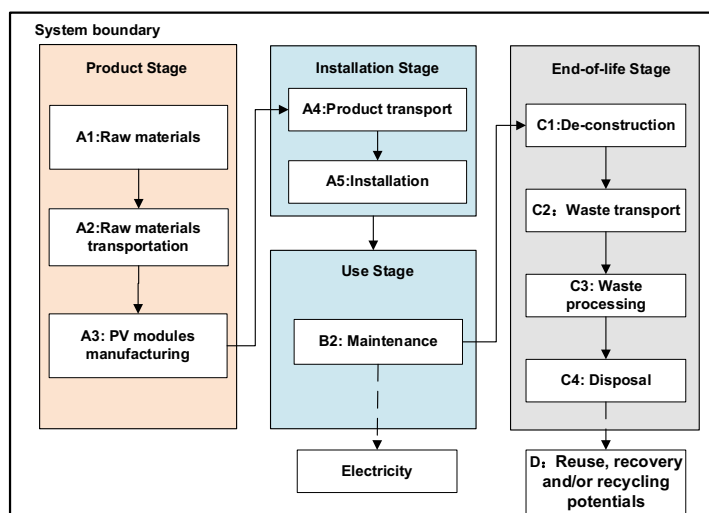 System boundary
Product Stage
A1:Raw materials
A2:Raw materials
transportation
A3: PV modules
manufacturing
Installation Stage
A4:Product transport
A5:Installation
Use Stage
B2: Maintenance
Electricity
End-of-life Stage
C1:De-construction
C2：Waste transport
C3: Waste
processing
C4: Disposal
D：Reuse, recovery
and/or recycling
potentials